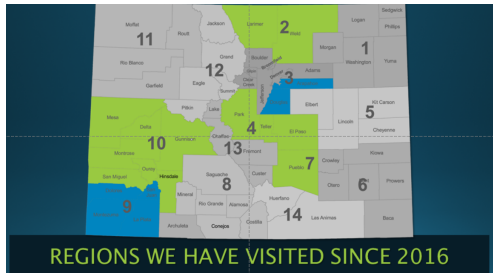 Sedgwick
Jackson
Larimer
Logan
Phillips
Moffat
Routt
2
Weld
Morgan
1
Washington
Yuma
11
Grand
Boulder
Rio Blanco
12
Adams
3
Garfield
Eagle
Summit
Elbert
5
Kit Carson
Pitkin
Lake
Park
Lincoln
Cheyenne
Mesa
Delta
4
Teller
El Paso
10
Gunnison
Chaffee
13
Fremont
Kiowa
Montrose
Crowley
7
Pueblo
Ouray
San Miguel
Hinsdale
Saguache
Custer
Otero
6
Prowers
8
9
Mineral
Rio Grande
Alamosa
Huerfano
14
Las Animas
Baca
Archuleta
Conejos
Costilla
REGIONS WE HAVE VISITED SINCE 2016